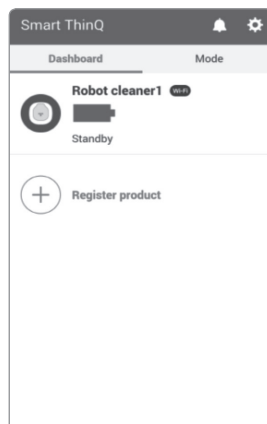 Smart ThinQ
Dashboard Mode
Robot cleaner1 Wi-Fi
Standby
Register product